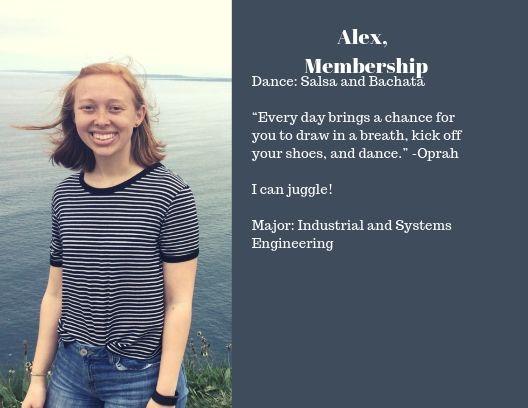 Alex,
Membership
Dance: Salsa and Bachata
“Every day brings a chance for
you to draw in a breath, kick off
your shoes, and dance.” -Oprah
I can juggle!
Major: Industrial and Systems
Engineering